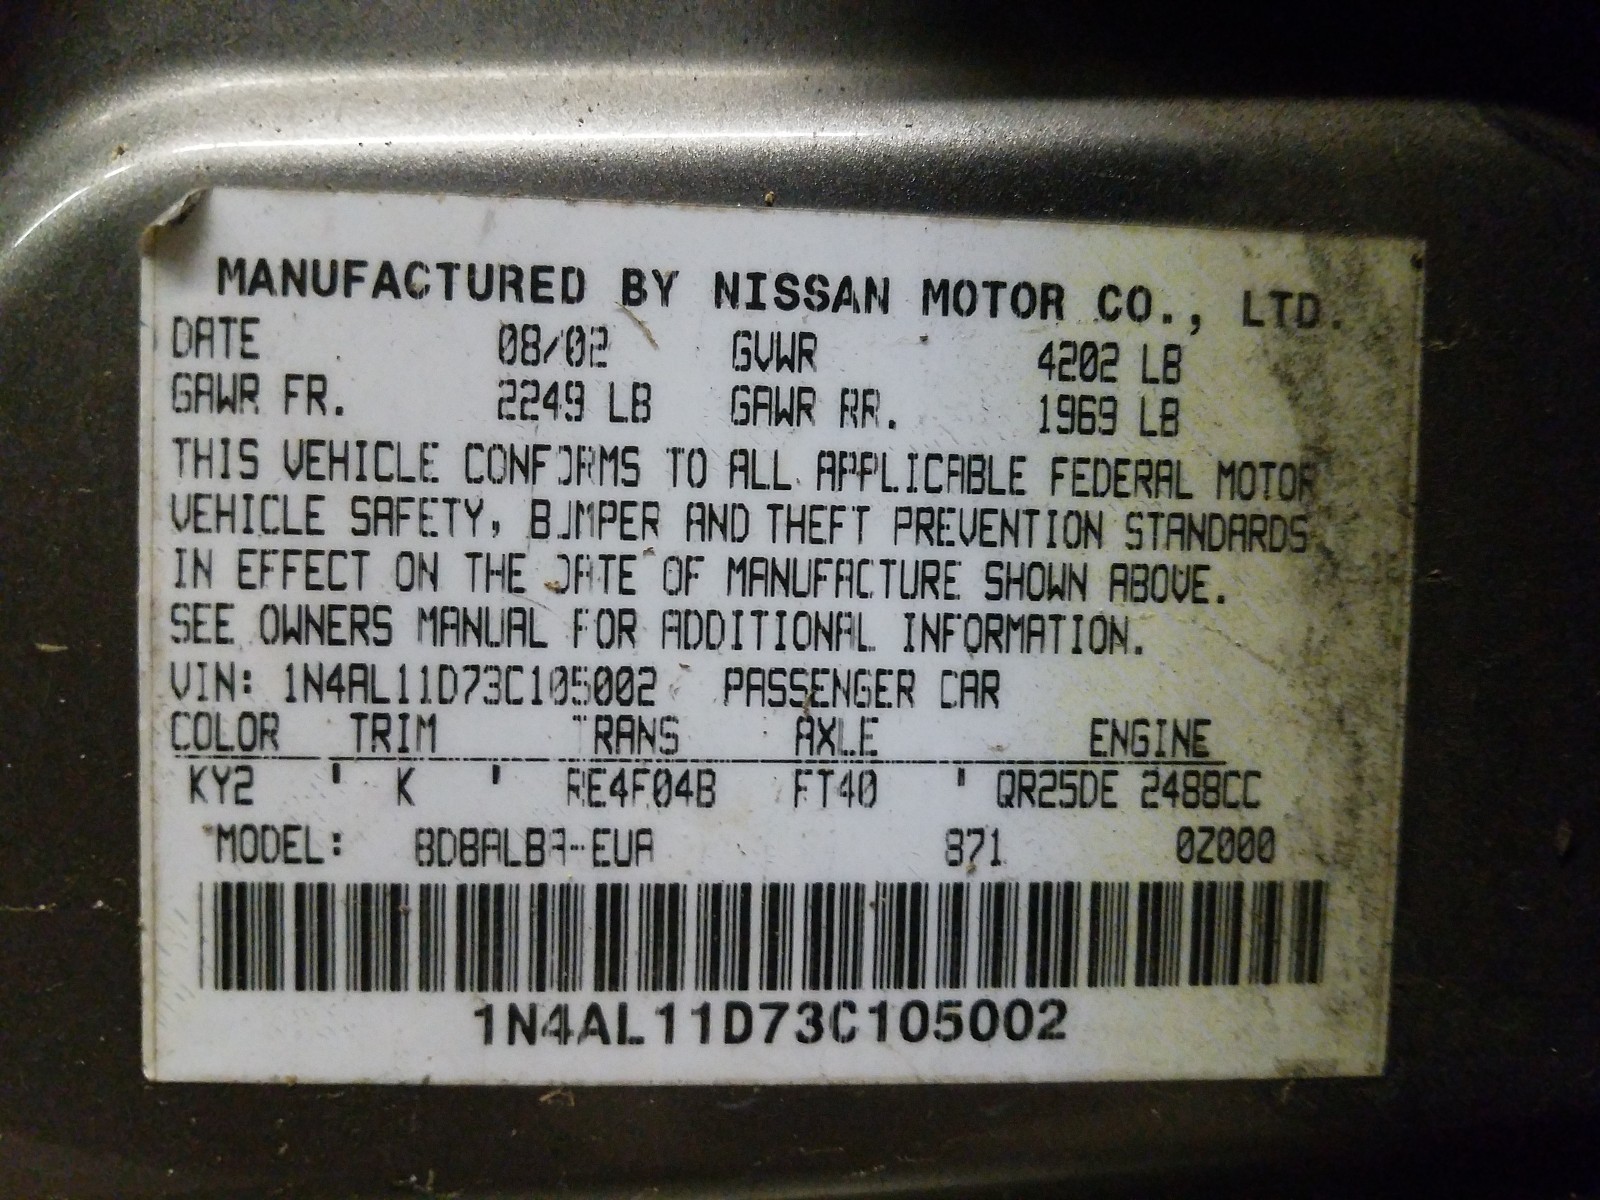 MANUFACTURED BY NISSAN MOTOR CO., LTD.
DATE 08/02 GVWR 4202 LB
GAWR FR. 2249 LB GAWR RR. 1969 LB
THIS VEHICLE CONFORMS TO ALL APPLICABLE FEDERAL MOTOR
VEHICLE SAFETY, BUMPER AND THEFT PREVENTION STANDARDS
IN EFFECT ON THE DATE OF MANUFACTURE SHOWN ABOVE.
SEE OWNERS MANUAL FOR ADDITIONAL INFORMATION.
VIN: 1N4AL11D73C105002 PASSENGER CAR
COLOR TRIM TRANS AXLE ENGINE
KY2 ' K ' RE4F04B FT40 ' QR25DE 2488CC
MODEL: 0Z000
1N4AL11D73C105002